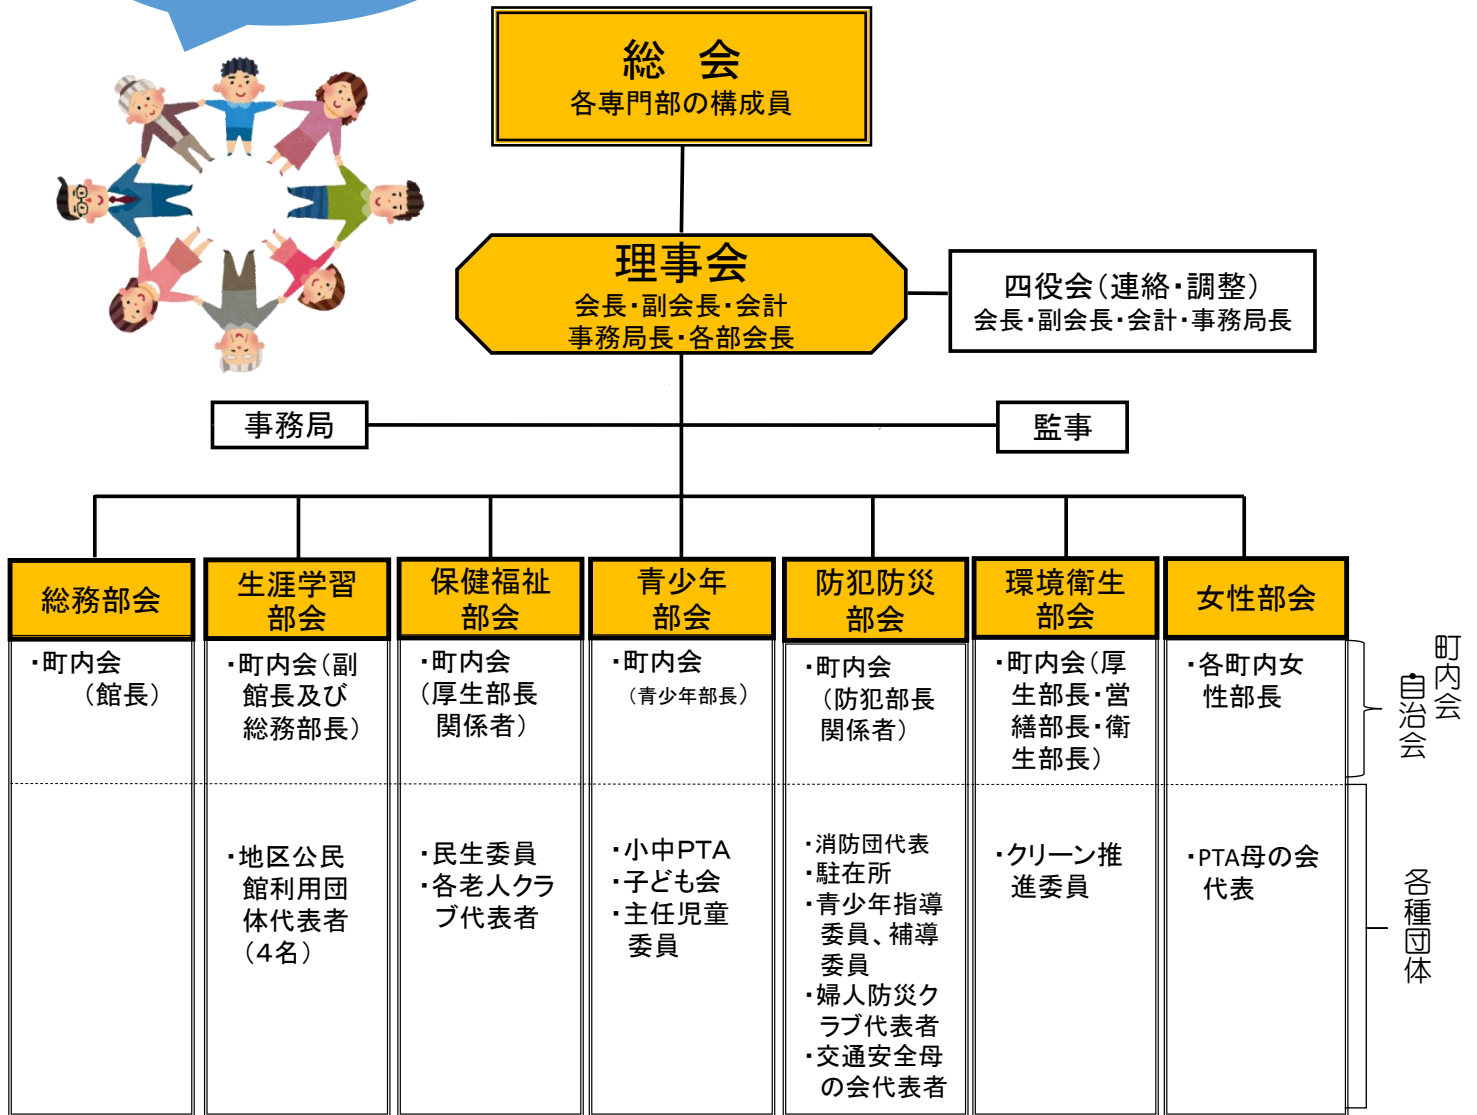 総 会
各専門部の構成員
理事会
会長・副会長・会計
事務局長・各部会長
四役会（連絡・調整）
会長・副会長・会計・事務局長
事務局
監事
総務部会
・町内会
（館長）
生涯学習
部会
・町内会（副
館長及び
総務部長）
・地区公民
館利用団
体代表者
（４名）
保健福祉
部会
・町内会
（厚生部長
関係者）
・民生委員
・各老人クラ
ブ代表者
青少年
部会
・町内会
（青少年部長）
・小中ＰＴＡ
・子ども会
・主任児童
委員
防犯防災
部会
・町内会
（防犯部長
関係者）
・消防団代表
・駐在所
・青少年指導
委員、補導
委員
・婦人防災ク
ラブ代表者
・交通安全母
の会代表者
環境衛生
部会
・町内会（厚
生部長・営
繕部長・衛
生部長）
・クリーン推
進委員
女性部会
・各町内女
性部長
・PTA母の会
代表
町内会
自治会
各種団体